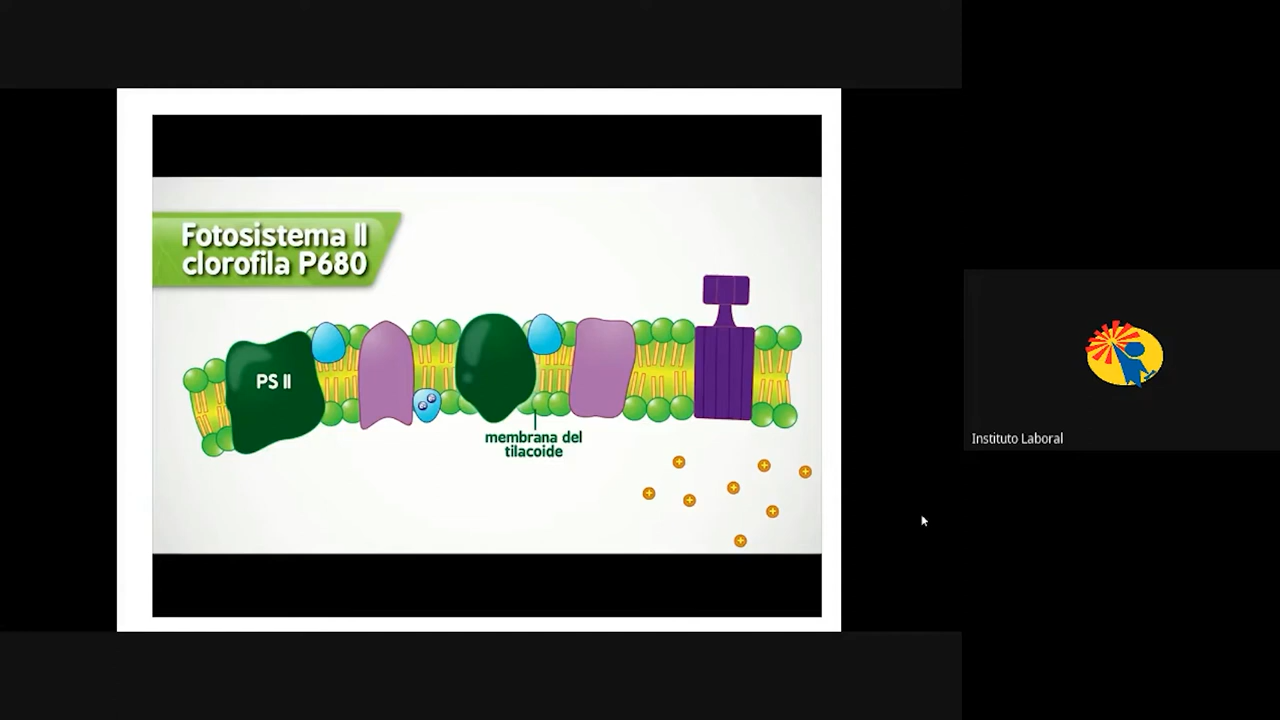 Fotosistema II
clorofila P680
PS II
membrana del
tilacoide
Instituto Laboral